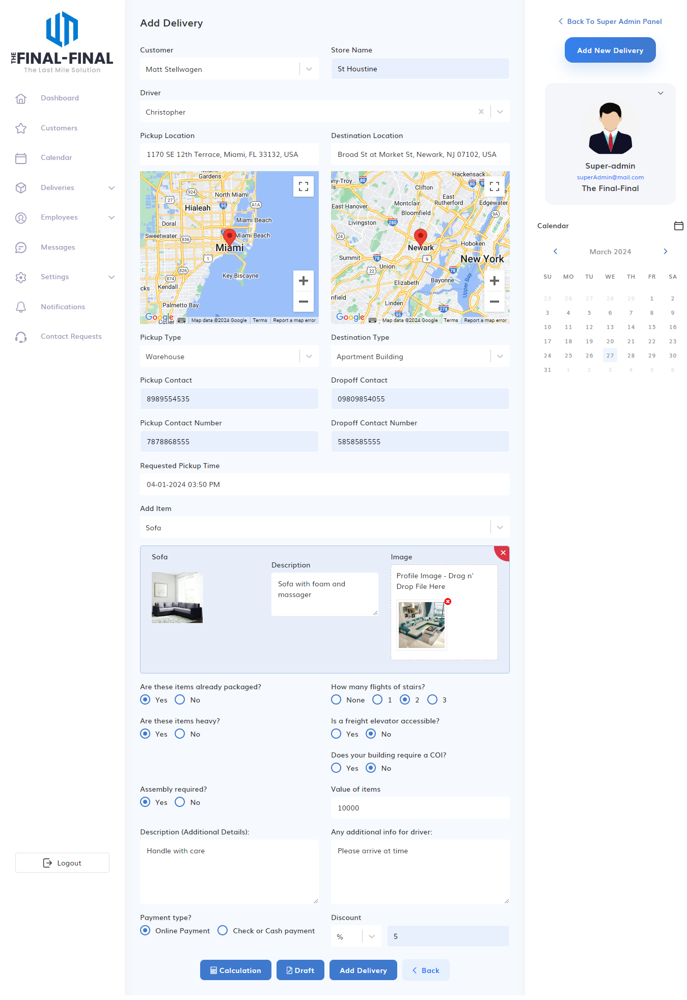 THE
FINAL-FINAL
The Last Mile Solution
Dashboard
Customers
Calendar
Deliveries
Employees
Messages
Settings
Notifications
Contact Requests
Logout
Add Delivery
Customer
Store Name
Matt Stellwagen
St Houstine
Driver
Christopher
Pickup Location
Destination Location
1170 SE 12th Terrace, Miami, FL 33132, USA
Broad St at Market St, Newark, NJ 07102, USA
Gardens
924
North Miami
27
Hialeah
95
A1A
Doral
Miami Beach
Sweetwater
836
Miami Beach
Miami
1
826
Key Biscayne
874
Kendall
cks
Palmetto Bay
Cutler
Google
Map data ©2024 Google
Terms
Report a map error
ny-Troy
ls
80
Hackensack
80
95
Clifton
East Hanover
Montclair
East
Rutherford
Edgewater
Bloomfield
9A
Livingston
280
24
Newark
Hoboken
Summit
78
9
New York
22
Union
78
Elizabeth
Bayonne
Upper Bay
nfield
Linden
95
278
Google
Map data ©2024 Google
Terms
Report a map error
Pickup Type
Destination Type
Warehouse
Apartment Building
Pickup Contact
Dropoff Contact
8989554535
09809854055
Pickup Contact Number
Dropoff Contact Number
7878868555
5858585555
Requested Pickup Time
04-01-2024 03:50 PM
Add Item
Sofa
Sofa
Description
Sofa with foam and
massager
Image
Profile Image - Drag n'
Drop File Here
Are these items already packaged?
Yes No
How many flights of stairs?
None 1 2 3
Are these items heavy?
Yes No
Is a freight elevator accessible?
Yes No
Does your building require a COI?
Yes No
Assembly required?
Yes No
Value of items
10000
Description (Additional Details):
Handle with care
Any additional info for driver:
Please arrive at time
Payment type?
Online Payment Check or Cash payment
Discount
% 5
Calculation
Draft
Add Delivery
Back
Back To Super Admin Panel
Add New Delivery
Super-admin
superAdmin@mail.com
The Final-Final
Calendar
March 2024
SU MO TU WE TH FR SA
25 26 27 28 29 1 2
3 4 5 6 7 8 9
10 11 12 13 14 15 16
17 18 19 20 21 22 23
24 25 26 27 28 29 30
31 1 2 3 4 5 6